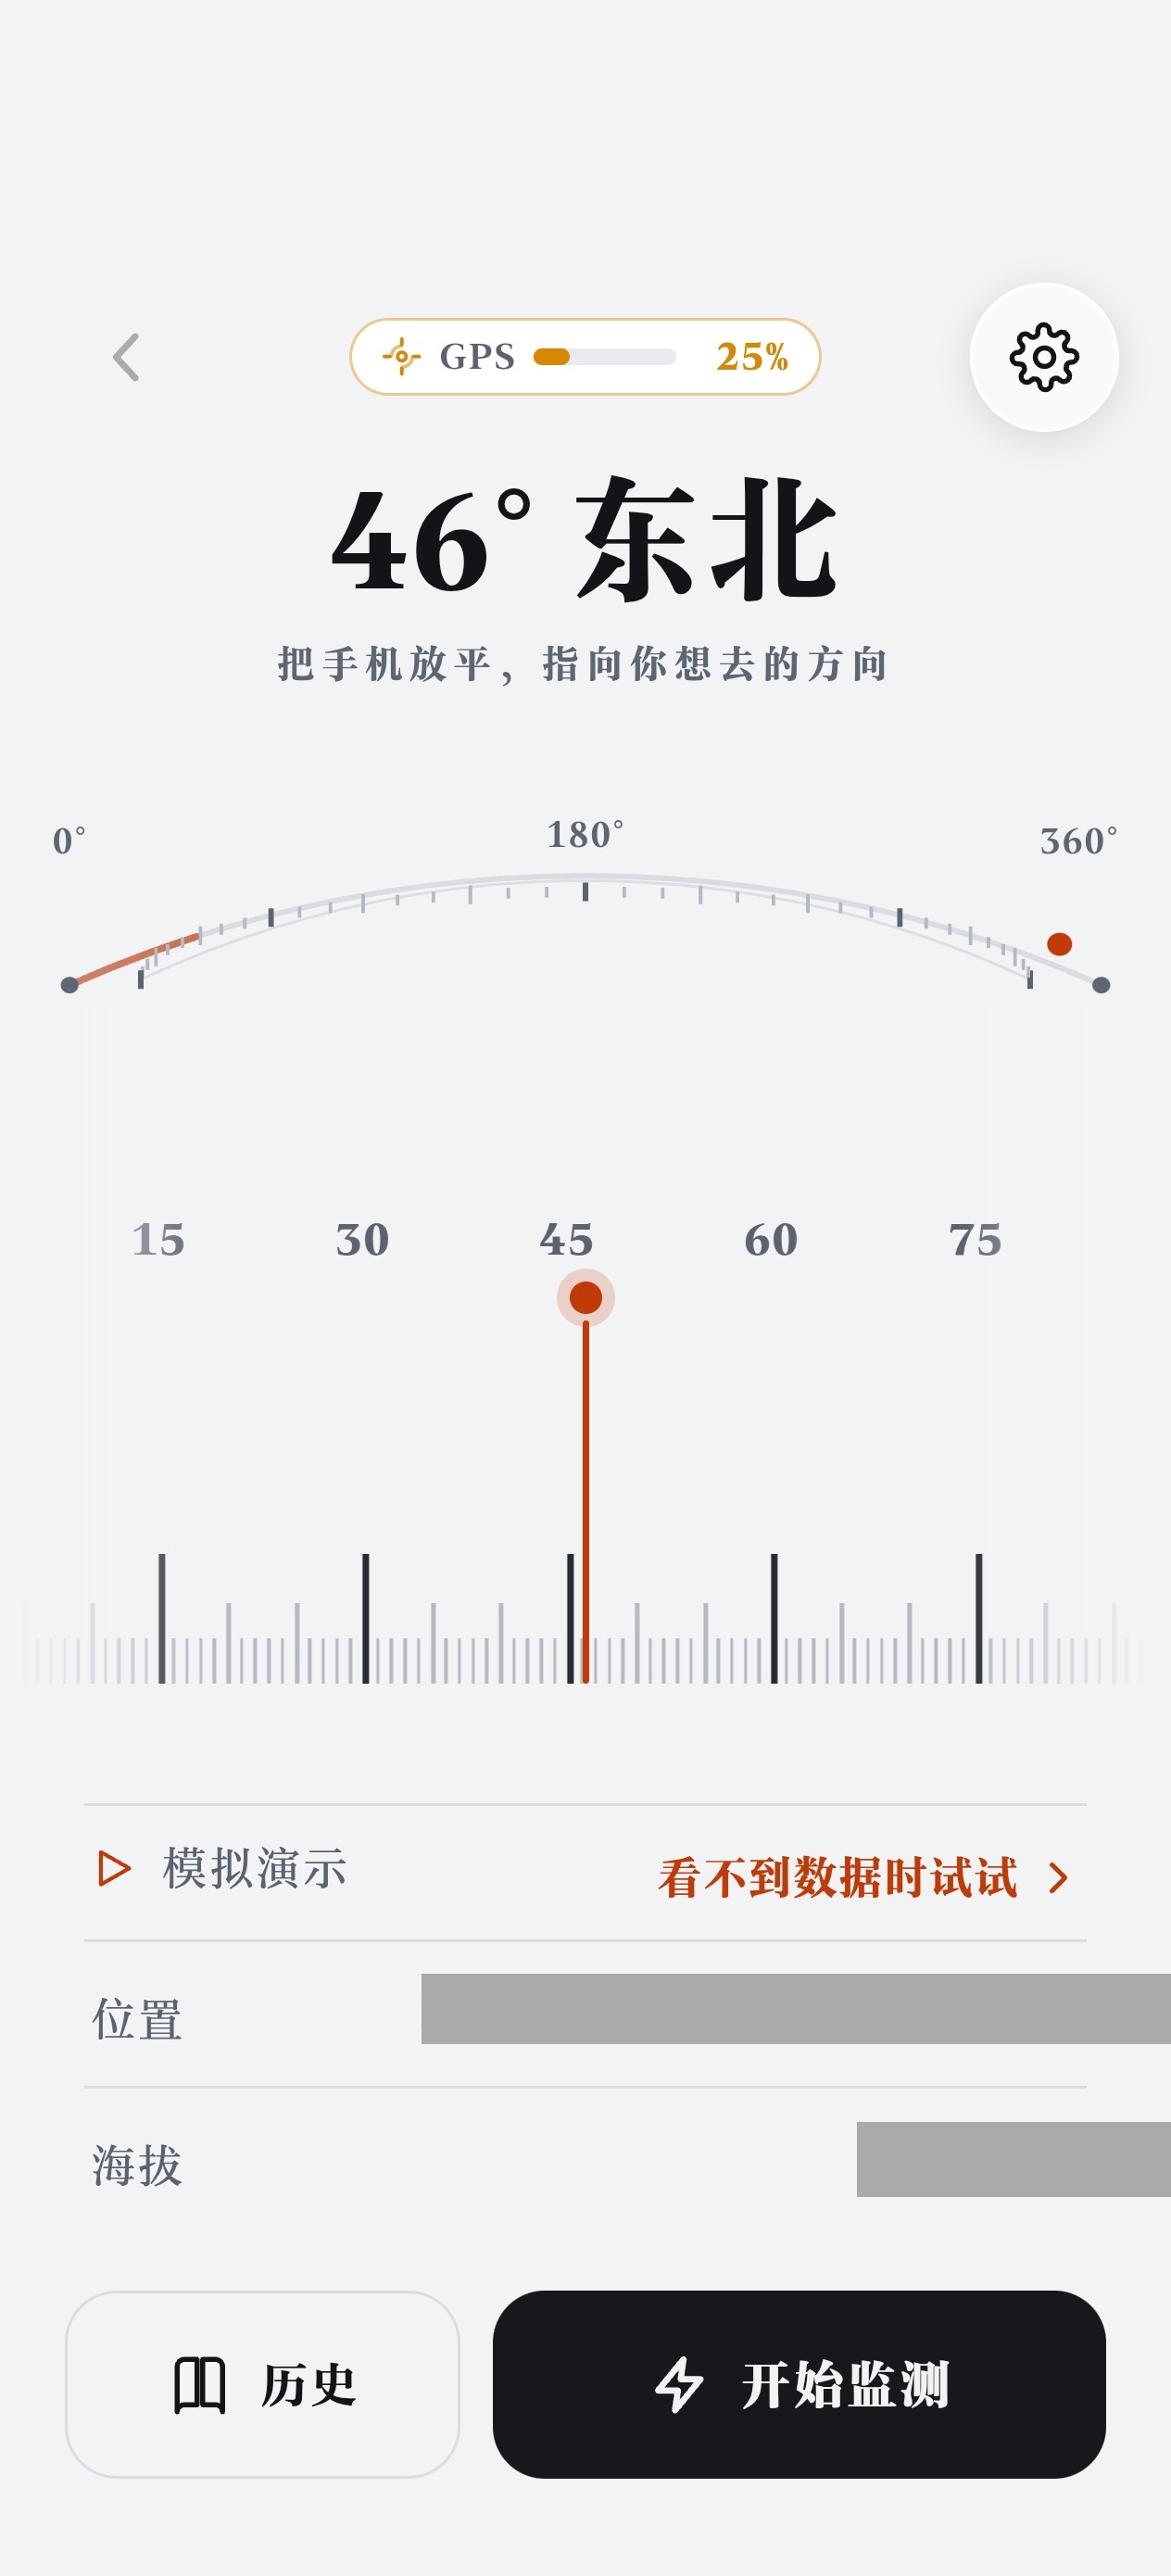 GPS 25%
46° 东北
把手机放平，指向你想去的方向
0° 180° 360°
15 30 45 60 75
模拟演示 看不到数据时试试
位置
海拔
历史 开始监测